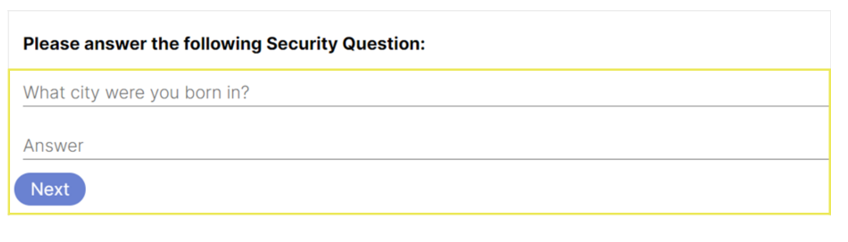 Please answer the following Security Question:
What city were you born in?
Answer
Next